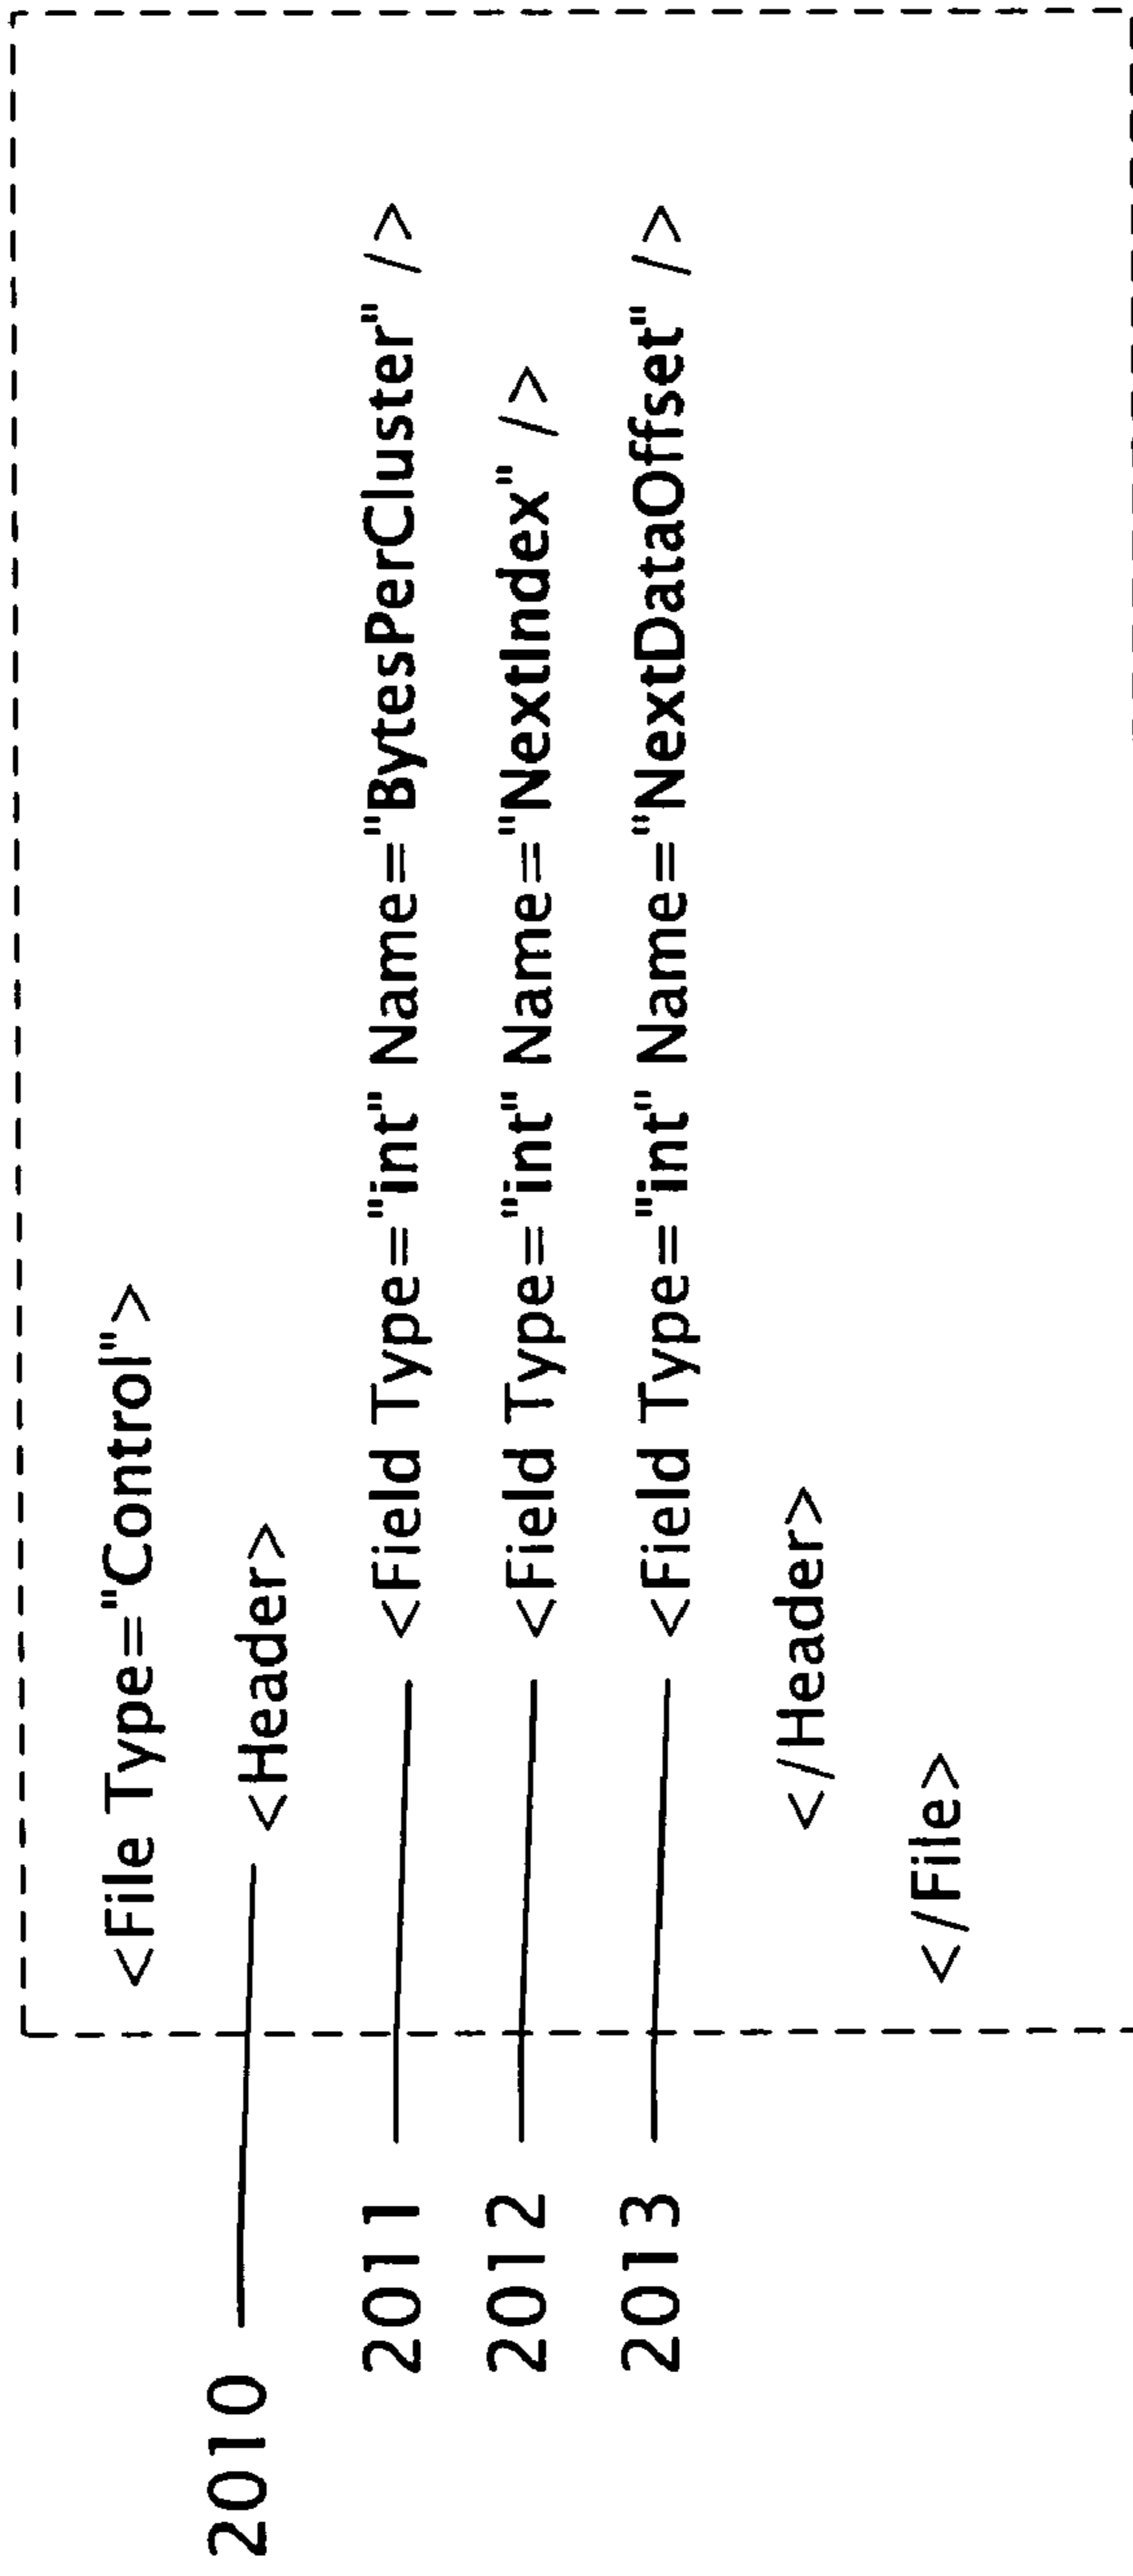 <File Type="Control">
2010 <Header>
2011 <Field Type="int" Name="BytesPerCluster" />
2012 <Field Type="int" Name="NextIndex" />
2013 <Field Type="int" Name="NextDataOffset" />
</Header>
</File>